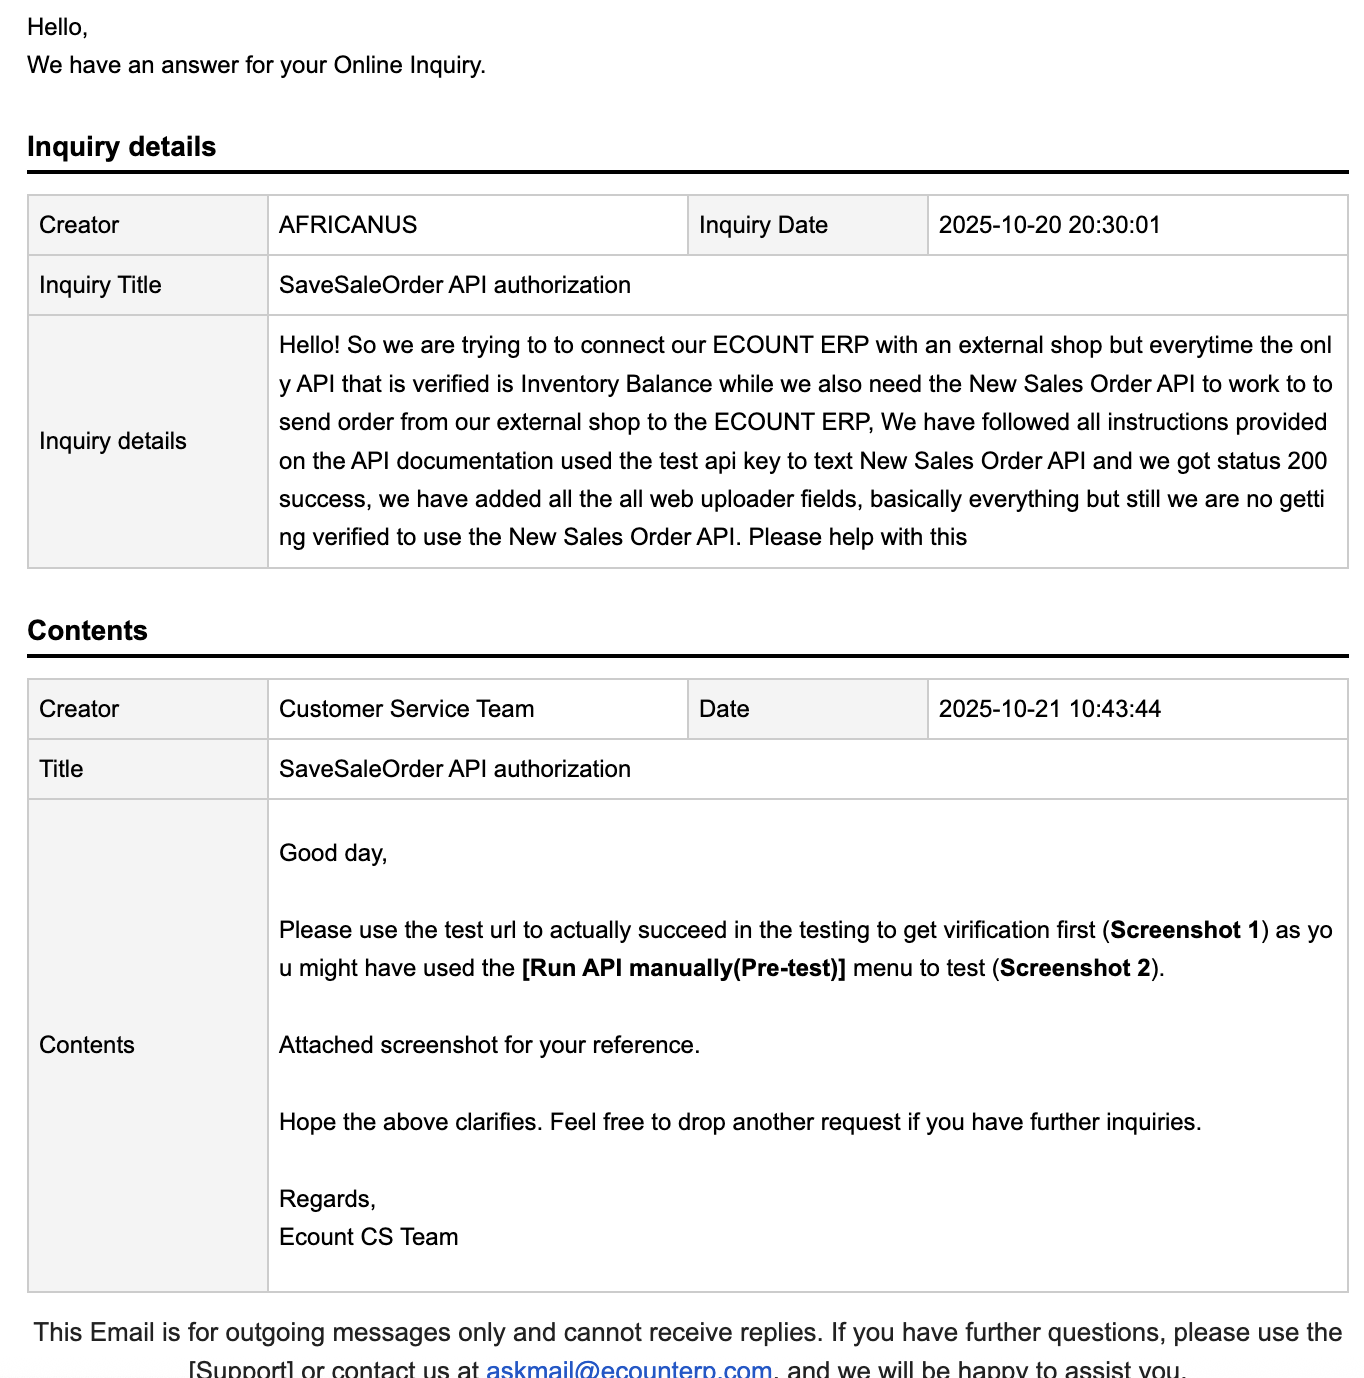 Hello,
We have an answer for your Online Inquiry.
Inquiry details
Creator AFRICANUS Inquiry Date 2025-10-20 20:30:01
Inquiry Title SaveSaleOrder API authorization
Inquiry details
Hello! So we are trying to to connect our ECOUNT ERP with an external shop but everytime the onl
y API that is verified is Inventory Balance while we also need the New Sales Order API to work to to
send order from our external shop to the ECOUNT ERP, We have followed all instructions provided
on the API documentation used the test api key to text New Sales Order API and we got status 200
success, we have added all the all web uploader fields, basically everything but still we are no getti
ng verified to use the New Sales Order API. Please help with this
Contents
Creator Customer Service Team Date 2025-10-21 10:43:44
Title SaveSaleOrder API authorization
Contents
Good day,
Please use the test url to actually succeed in the testing to get virification first (Screenshot 1) as yo
u might have used the [Run API manually(Pre-test)] menu to test (Screenshot 2).
Attached screenshot for your reference.
Hope the above clarifies. Feel free to drop another request if you have further inquiries.
Regards,
Ecount CS Team
This Email is for outgoing messages only and cannot receive replies. If you have further questions, please use the
[Support] or contact us at askmail@ecounterp.com, and we will be happy to assist you.